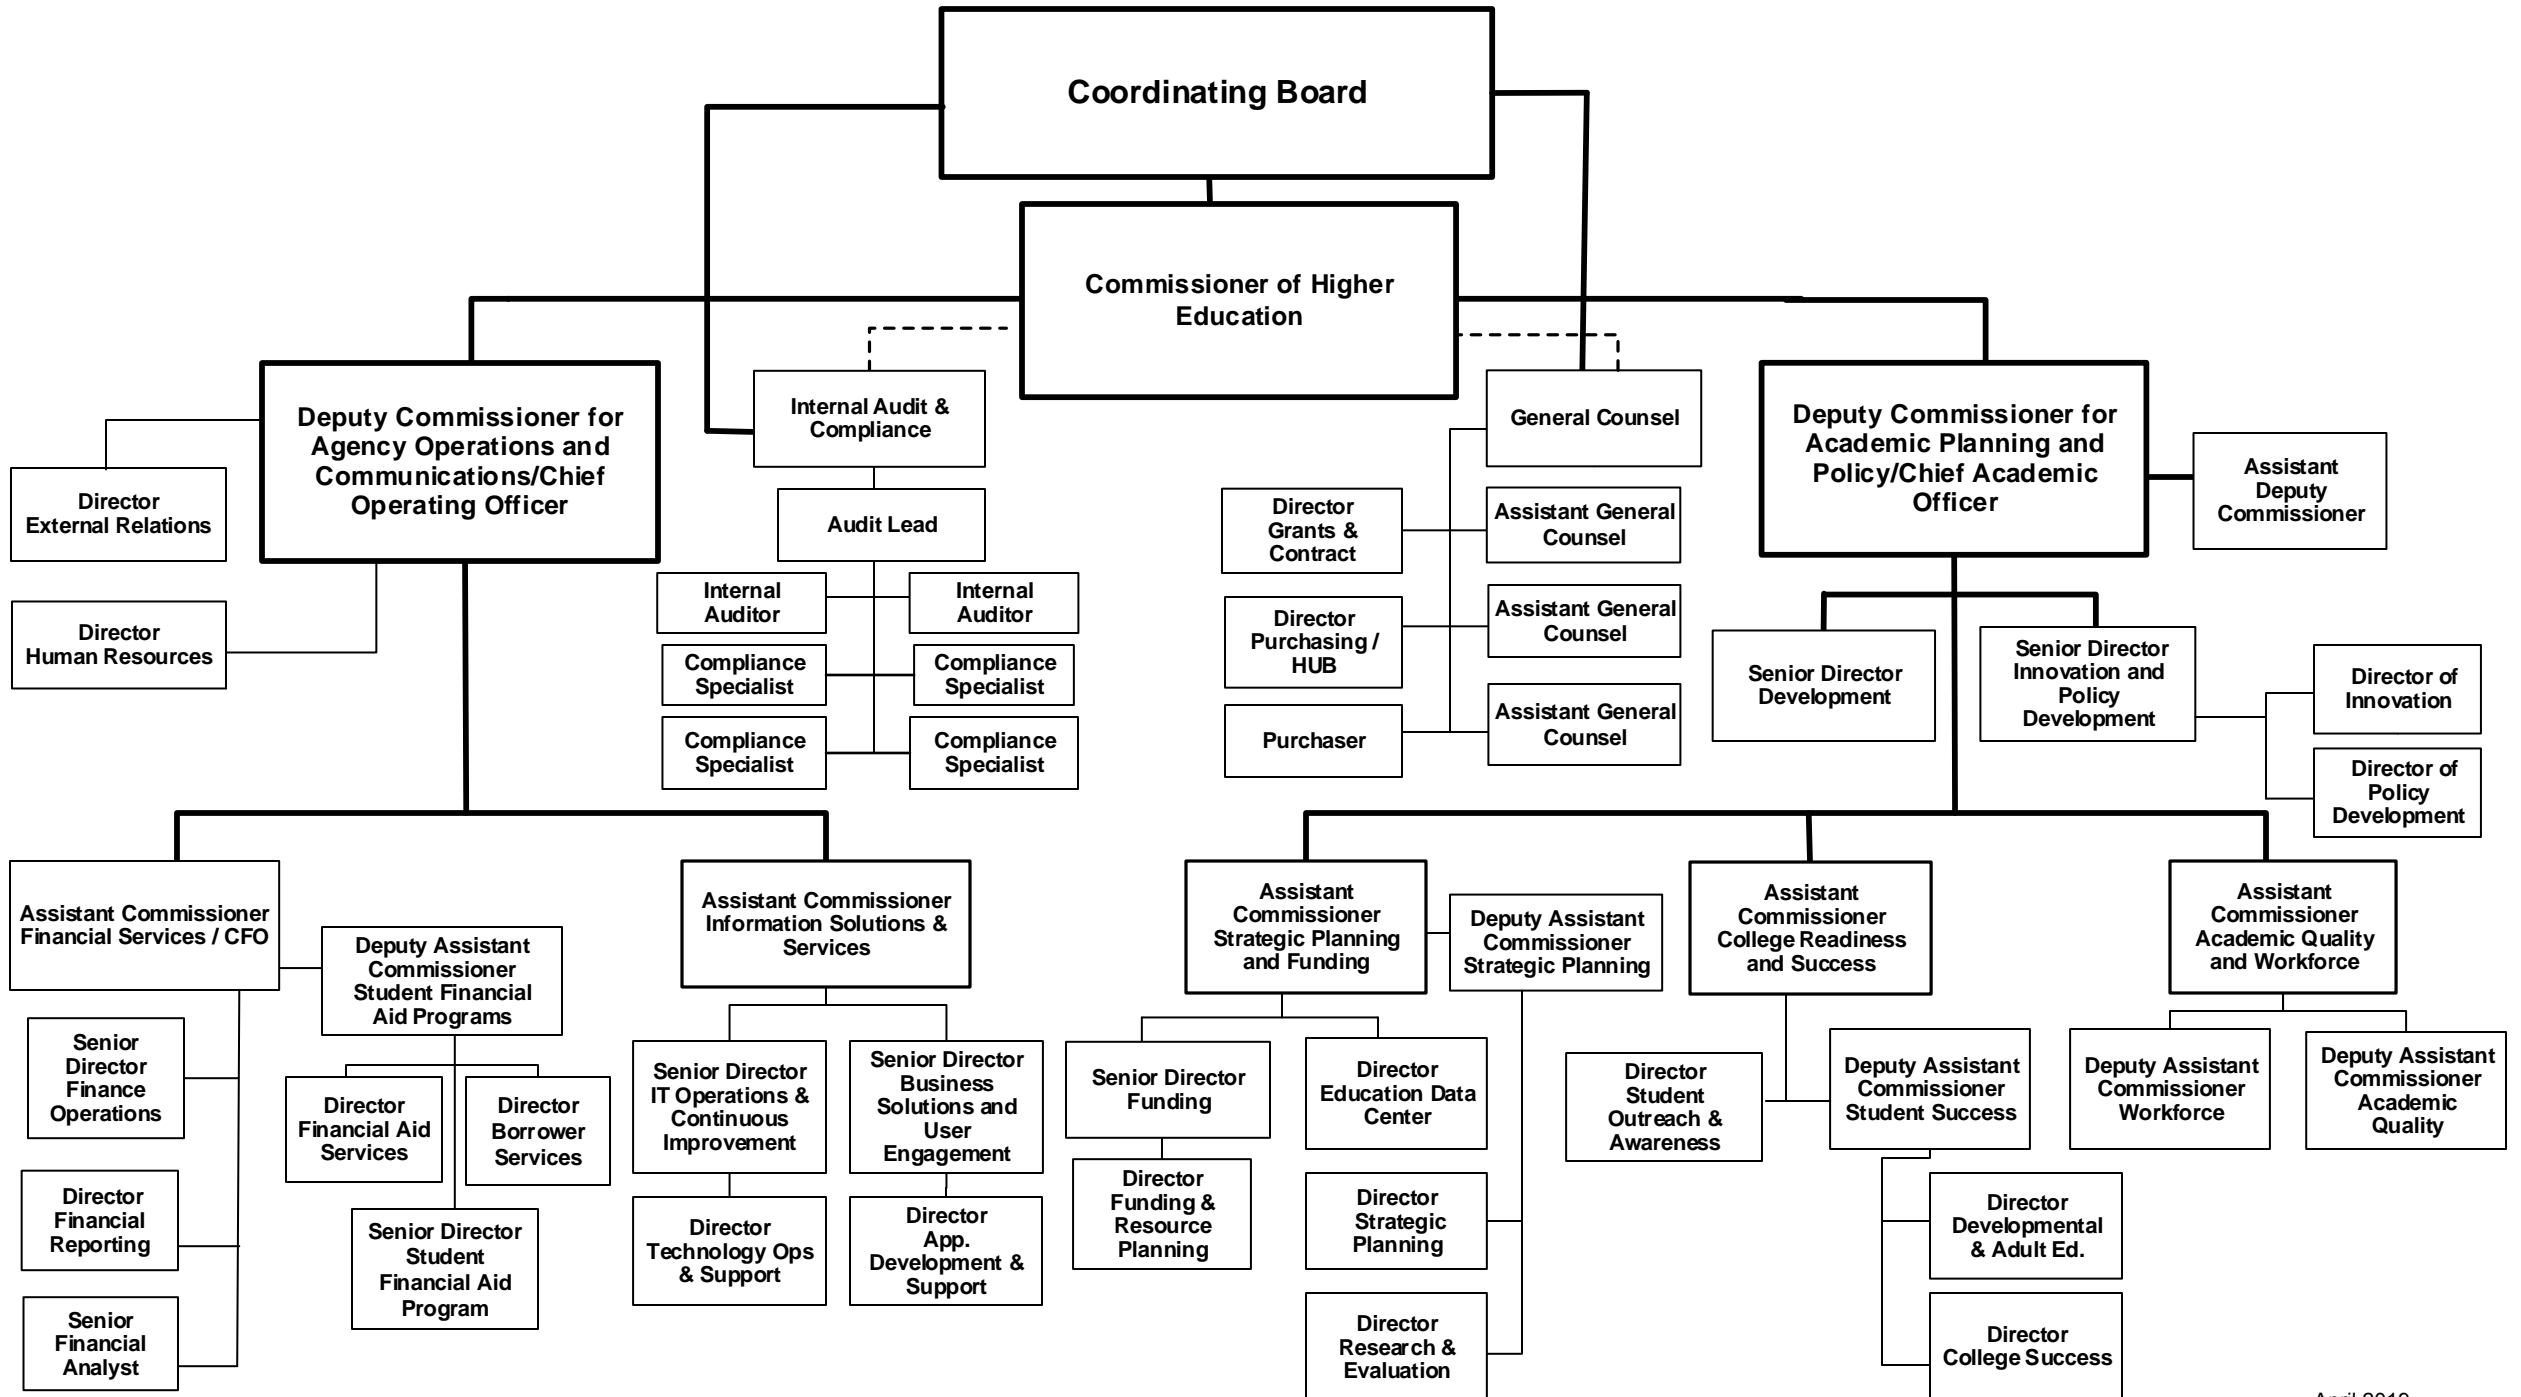 Coordinating Board
Commissioner of Higher
Education
Deputy Commissioner for
Agency Operations and
Communications/Chief
Operating Officer
Internal Audit &
Compliance
General Counsel
Deputy Commissioner for
Academic Planning and
Policy/Chief Academic
Officer
Assistant
Deputy
Commissioner
Director
External Relations
Director
Human Resources
Audit Lead
Internal
Auditor
Internal
Auditor
Compliance
Specialist
Compliance
Specialist
Compliance
Specialist
Compliance
Specialist
Director
Grants &
Contract
Assistant General
Counsel
Director
Purchasing /
HUB
Assistant General
Counsel
Purchaser
Assistant General
Counsel
Senior Director
Development
Senior Director
Innovation and
Policy
Development
Director of
Innovation
Director of
Policy
Development
Assistant Commissioner
Financial Services / CFO
Deputy Assistant
Commissioner
Student Financial
Aid Programs
Assistant Commissioner
Information Solutions &
Services
Assistant
Commissioner
Strategic Planning
and Funding
Deputy Assistant
Commissioner
Strategic Planning
Assistant
Commissioner
College Readiness
and Success
Assistant
Commissioner
Academic Quality
and Workforce
Senior
Director
Finance
Operations
Director
Financial
Reporting
Senior
Financial
Analyst
Director
Financial Aid
Services
Director
Borrower
Services
Senior Director
Student
Financial Aid
Program
Senior Director
IT Operations &
Continuous
Improvement
Senior Director
Business
Solutions and
User
Engagement
Director
Technology Ops
& Support
Director
App.
Development &
Support
Senior Director
Funding
Director
Funding &
Resource
Planning
Director
Education Data
Center
Director
Strategic
Planning
Director
Research &
Evaluation
Director
Student
Outreach &
Awareness
Deputy Assistant
Commissioner
Student Success
Director
Developmental
& Adult Ed.
Director
College Success
Deputy Assistant
Commissioner
Workforce
Deputy Assistant
Commissioner
Academic
Quality
April 2019